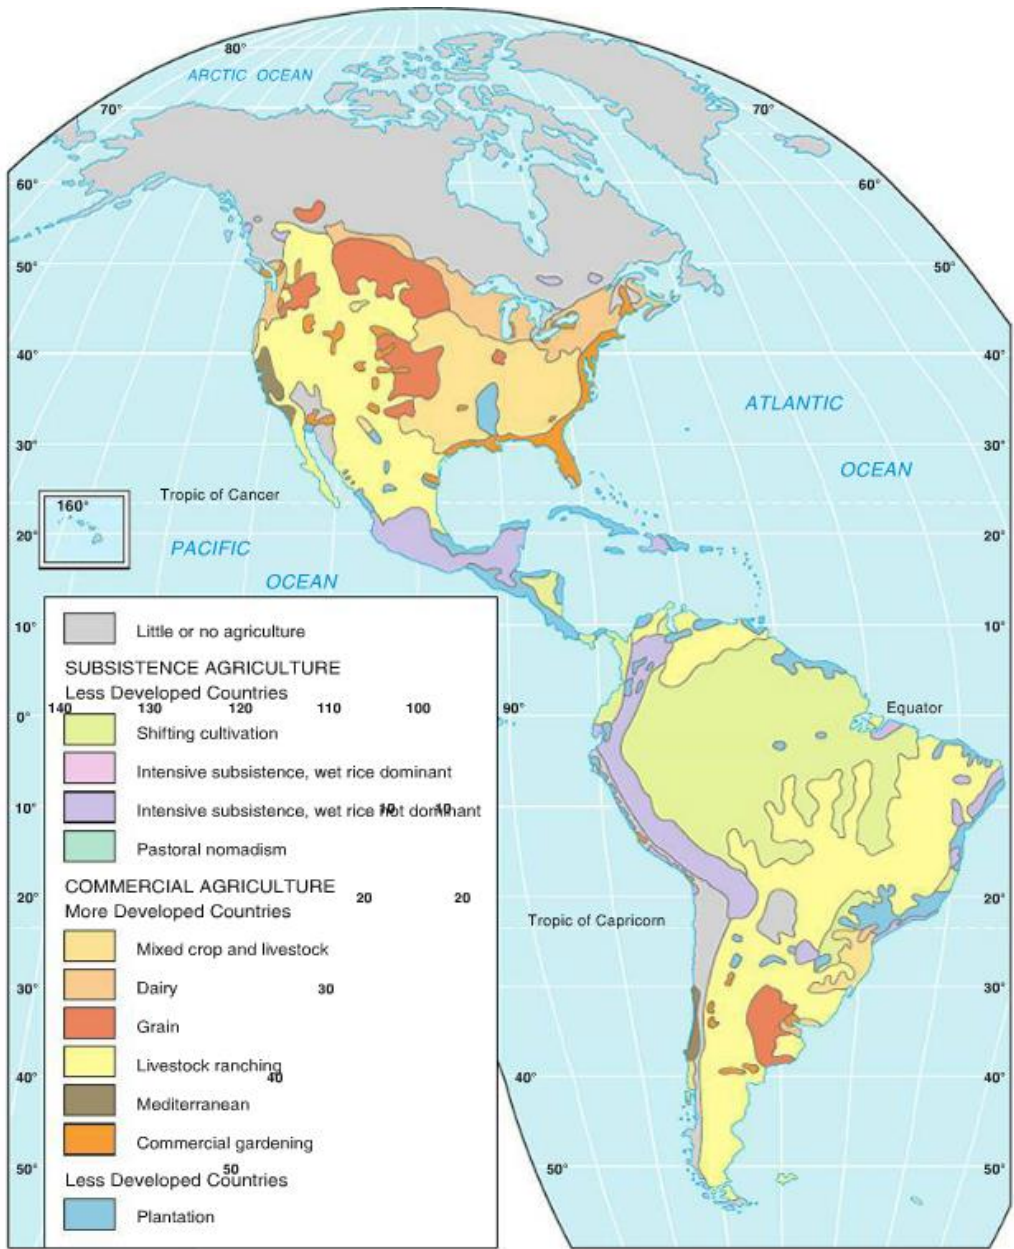 80°
ARCTIC OCEAN
70°
70°
60°
60°
50°
50°
40°
40°
ATLANTIC
OCEAN
30°
30°
Tropic of Cancer
160°
20°
20°
PACIFIC
OCEAN
10°
10°
Little or no agriculture
SUBSISTENCE AGRICULTURE
Less Developed Countries
140
130
120
110
100
90°
0°
Equator
Shifting cultivation
Intensive subsistence, wet rice dominant
Intensive subsistence, wet rice not dominant
10
10
10°
10°
Pastoral nomadism
COMMERCIAL AGRICULTURE
More Developed Countries
20
20
20°
20°
Tropic of Capricorn
Mixed crop and livestock
Dairy
30
30°
30°
Grain
Livestock ranching
40
40°
40°
40°
Mediterranean
Commercial gardening
50
50°
50°
50°
Less Developed Countries
Plantation